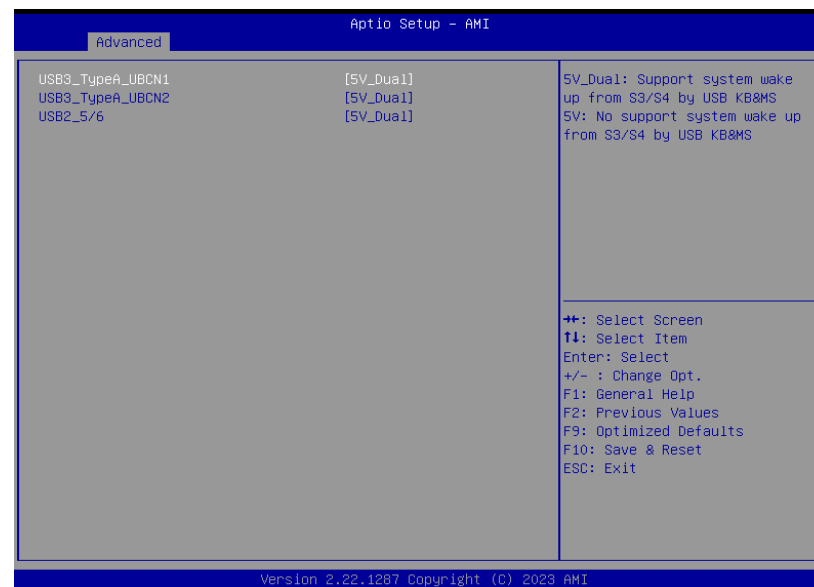 Aptio Setup – AMI
Advanced
USB3_TypeA_UBCN1 [5V_Dual]
USB3_TypeA_UBCN2 [5V_Dual]
USB2_5/6 [5V_Dual]
5V_Dual: Support system wake
up from S3/S4 by USB KB&MS
5V: No support system wake up
from S3/S4 by USB KB&MS
→←: Select Screen
↑↓: Select Item
Enter: Select
+/- : Change Opt.
F1: General Help
F2: Previous Values
F9: Optimized Defaults
F10: Save & Reset
ESC: Exit
Version 2.22.1287 Copyright (C) 2023 AMI